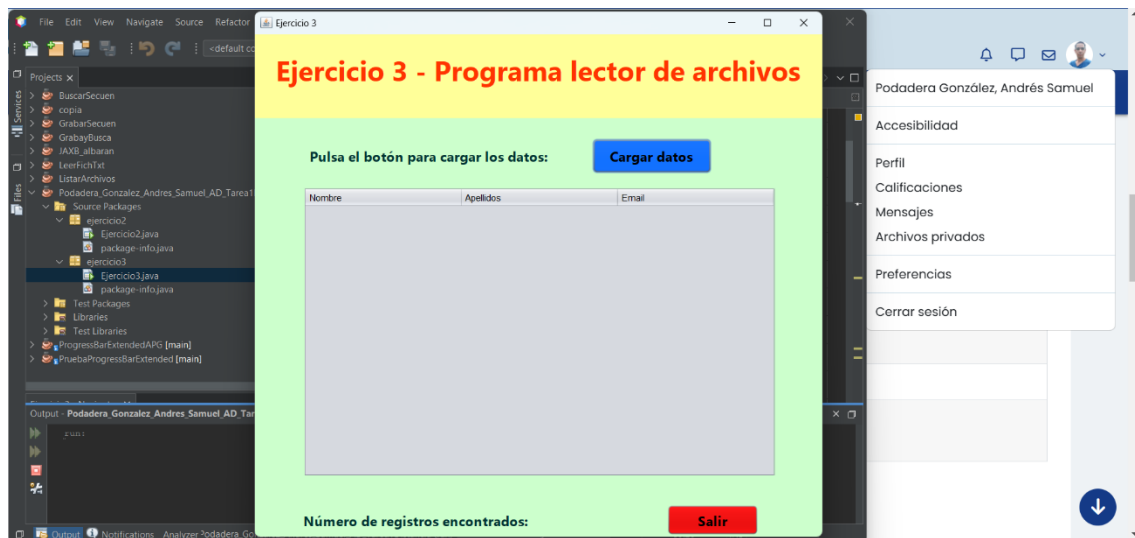 File Edit View Navigate Source Refactor
Ejercicio 3
<default co
Projects
Services
Files
BuscarSecuen
copia
GrabarSecuen
GrabayBusca
JAXB_albaran
LeerFichTxt
ListarArchivos
Podadera_Gonzalez_Andres_Samuel_AD_Tarea1
Source Packages
ejercicio2
Ejercicio2.java
package-info.java
ejercicio3
Ejercicio3.java
package-info.java
Test Packages
Libraries
Test Libraries
ProgressBarExtendedAPG [main]
PruebaProgressBarExtended [main]
Output - Podadera_Gonzalez_Andres_Samuel_AD_Tar
run:
Output Notifications Analyzer
Ejercicio 3 - Programa lector de archivos
Pulsa el botón para cargar los datos: Cargar datos
Nombre Apellidos Email
Número de registros encontrados: Salir
Podadera González, Andrés Samuel
Accesibilidad
Perfil
Calificaciones
Mensajes
Archivos privados
Preferencias
Cerrar sesión